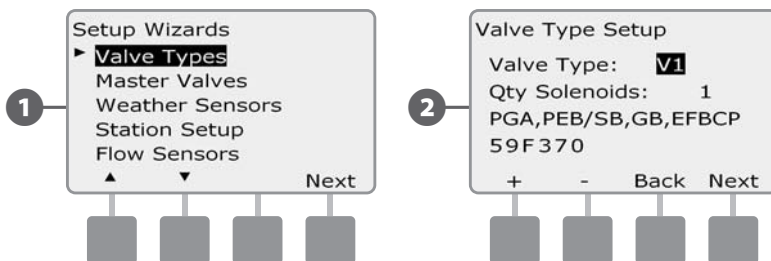 1
Setup Wizards
► Valve Types
Master Valves
Weather Sensors
Station Setup
Flow Sensors
▲ ▼ Next
2
Valve Type Setup
Valve Type: V1
Qty Solenoids: 1
PGA,PEB/SB,GB,EFBCP
59F370
+ - Back Next